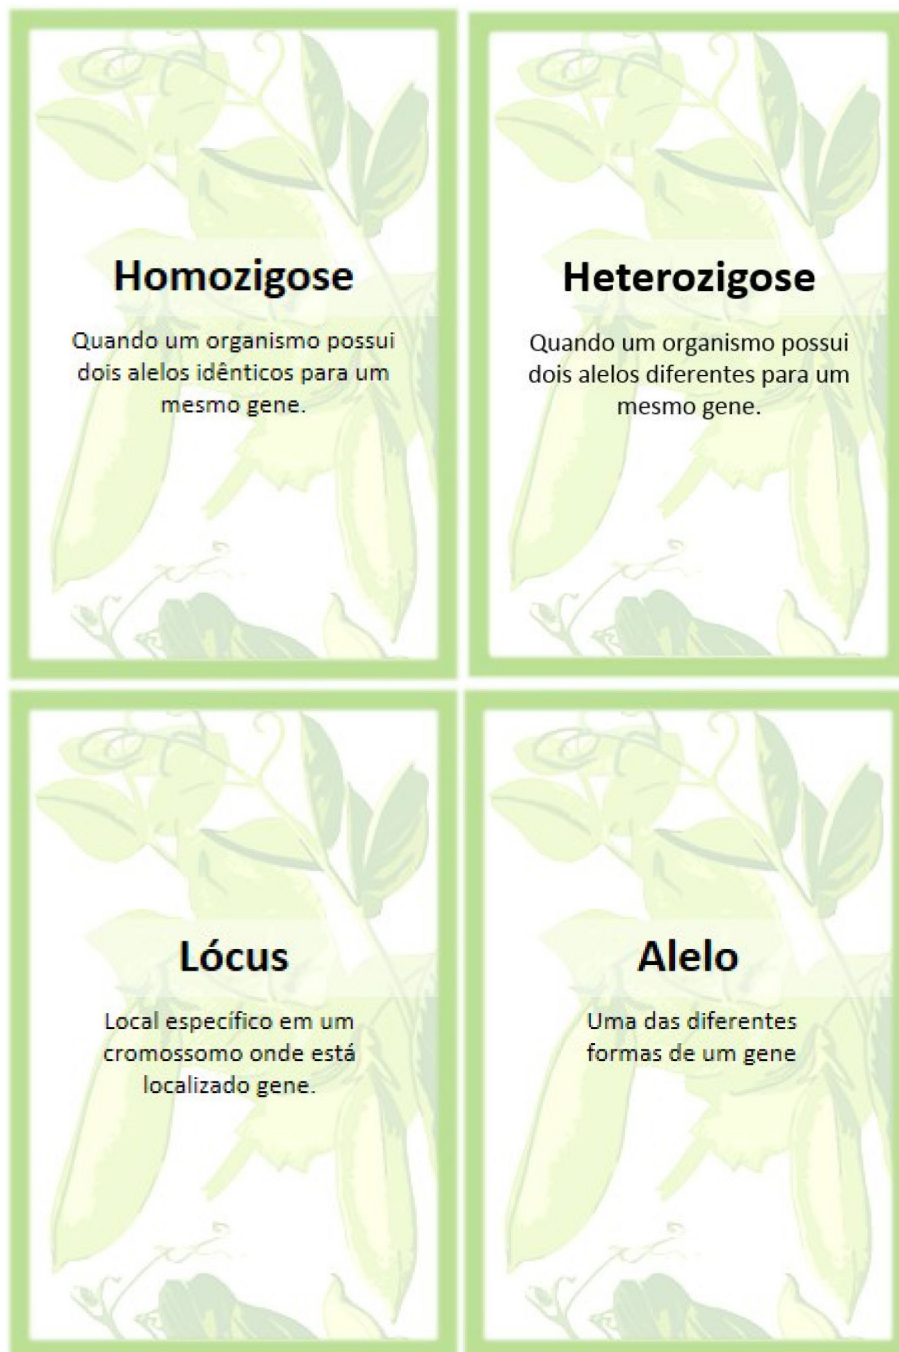 Homozigose
Quando um organismo possui
dois alelos idênticos para um
mesmo gene.
Heterozigose
Quando um organismo possui
dois alelos diferentes para um
mesmo gene.
Lócus
Local específico em um
cromossomo onde está
localizado gene.
Alelo
Uma das diferentes
formas de um gene